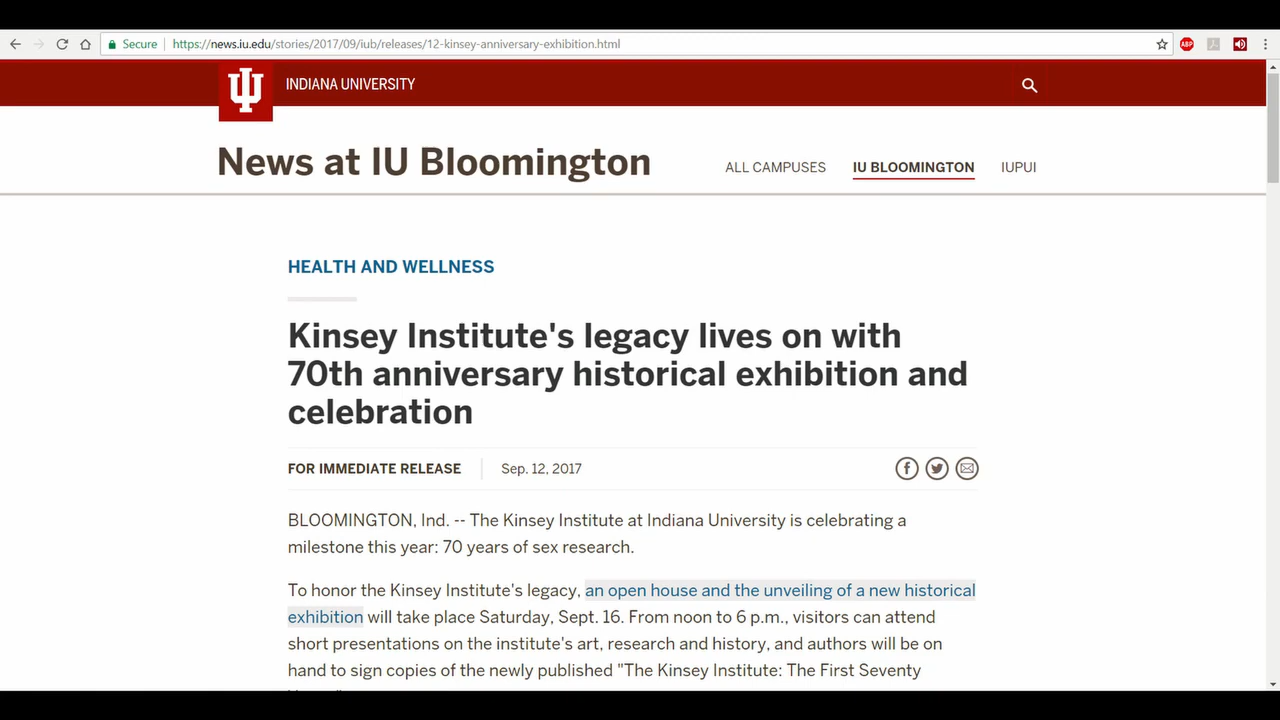 Secure https://news.iu.edu/stories/2017/09/iub/releases/12-kinsey-anniversary-exhibition.html
ABP
INDIANA UNIVERSITY
News at IU Bloomington
ALL CAMPUSES IU BLOOMINGTON IUPUI
HEALTH AND WELLNESS
Kinsey Institute's legacy lives on with
70th anniversary historical exhibition and
celebration
FOR IMMEDIATE RELEASE Sep. 12, 2017
BLOOMINGTON, Ind. -- The Kinsey Institute at Indiana University is celebrating a
milestone this year: 70 years of sex research.
To honor the Kinsey Institute's legacy, an open house and the unveiling of a new historical
exhibition will take place Saturday, Sept. 16. From noon to 6 p.m., visitors can attend
short presentations on the institute's art, research and history, and authors will be on
hand to sign copies of the newly published "The Kinsey Institute: The First Seventy